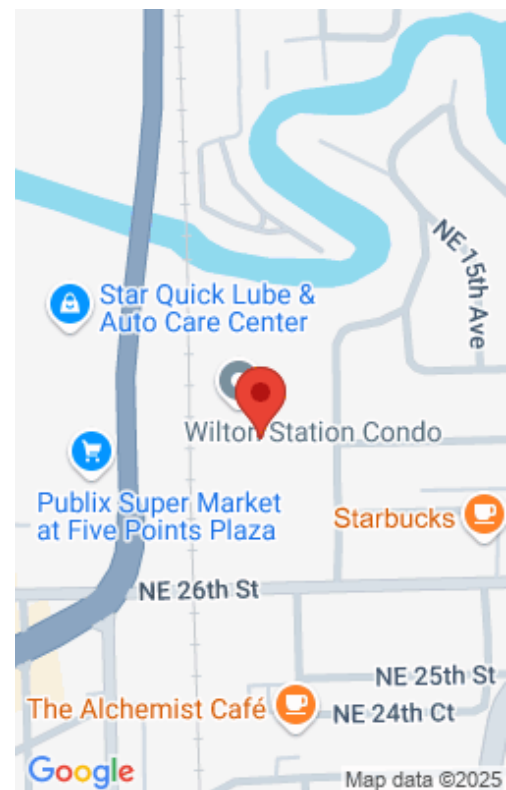 NE 15th Ave
Star Quick Lube &
Auto Care Center
Wilton Station Condo
Publix Super Market
at Five Points Plaza
Starbucks
NE 26th St
NE 25th St
The Alchemist Café
NE 24th Ct
Google
Map data ©2025